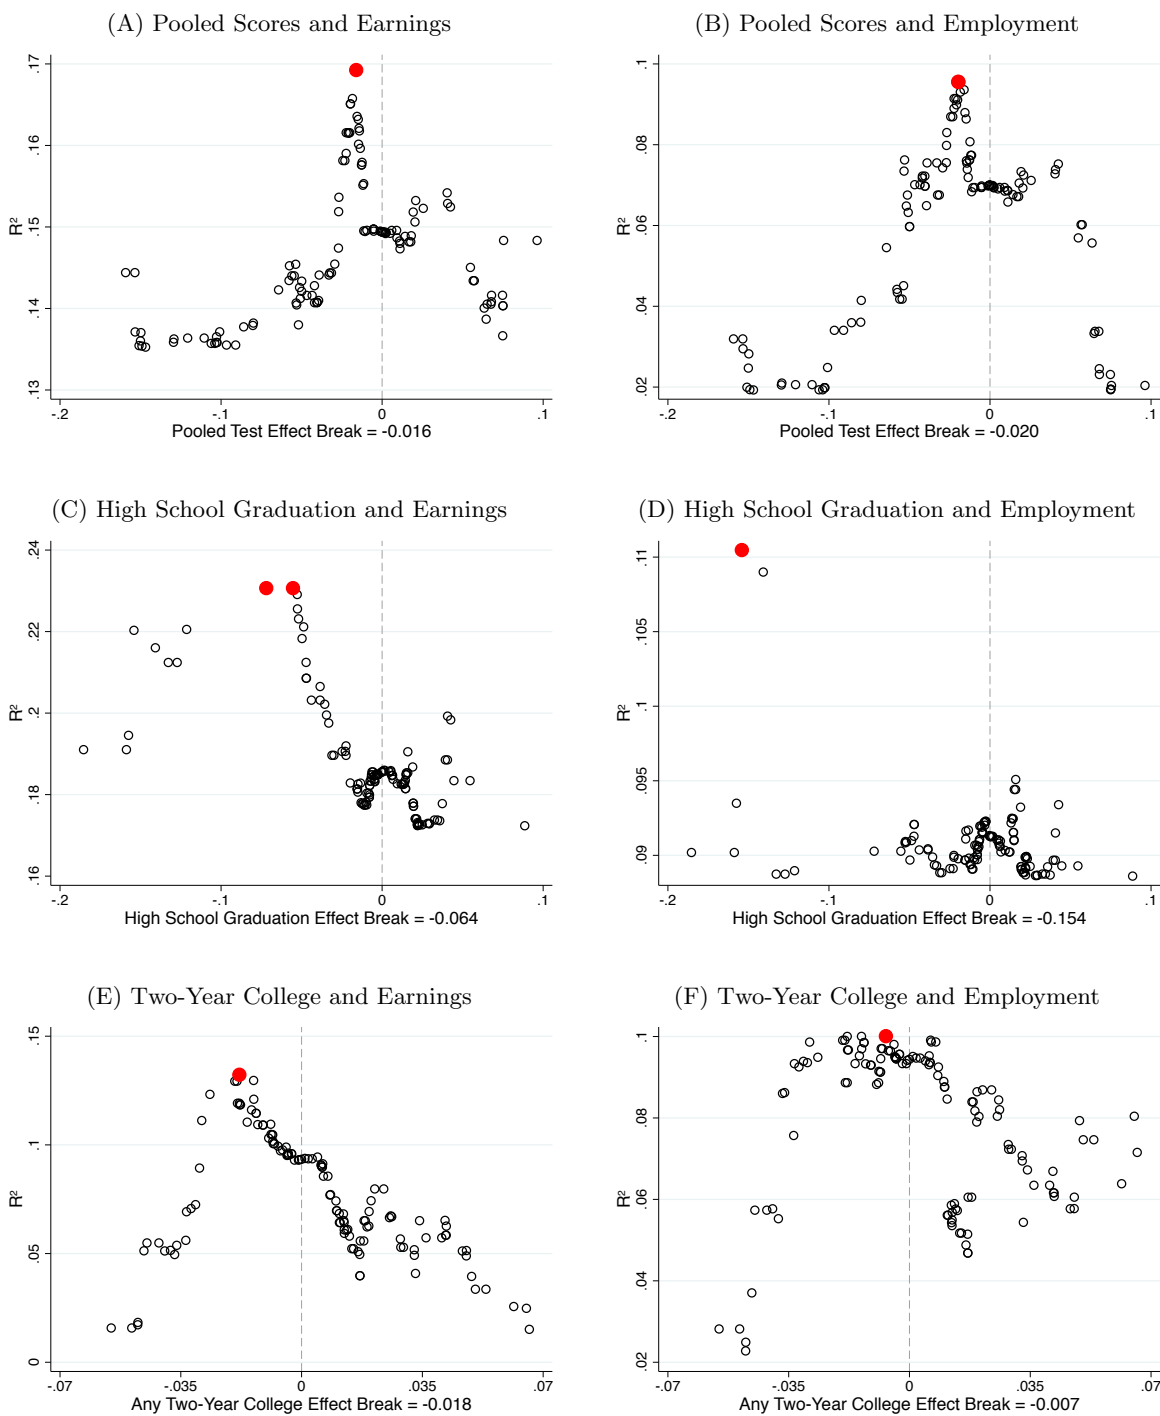 (A) Pooled Scores and Earnings
.17
.16
.15
.14
.13
R²
-.2 -.1 0 .1
Pooled Test Effect Break = -0.016
(B) Pooled Scores and Employment
.1
.08
.06
.04
.02
R²
-.2 -.1 0 .1
Pooled Test Effect Break = -0.020
(C) High School Graduation and Earnings
.24
.22
.2
.18
.16
R²
-.2 -.1 0 .1
High School Graduation Effect Break = -0.064
(D) High School Graduation and Employment
.11
.105
.1
.095
.09
R²
-.2 -.1 0 .1
High School Graduation Effect Break = -0.154
(E) Two-Year College and Earnings
.15
.1
.05
0
R²
-.07 -.035 0 .035 .07
Any Two-Year College Effect Break = -0.018
(F) Two-Year College and Employment
.1
.08
.06
.04
.02
R²
-.07 -.035 0 .035 .07
Any Two-Year College Effect Break = -0.007